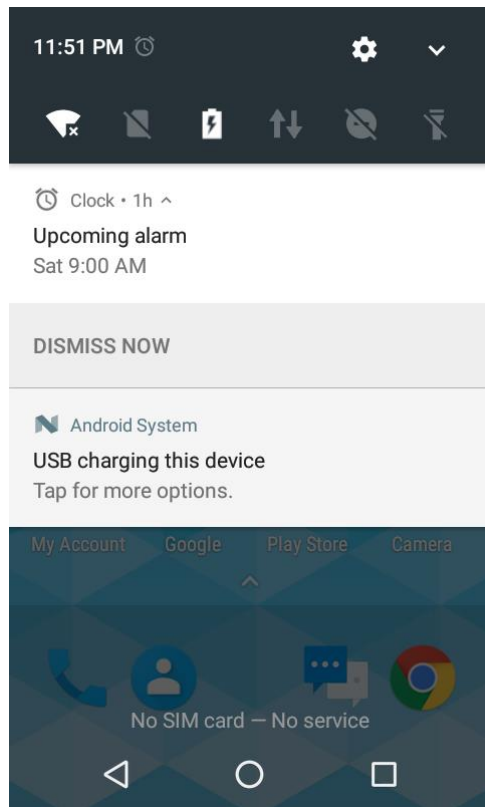 11:51 PM
Clock • 1h
Upcoming alarm
Sat 9:00 AM
DISMISS NOW
Android System
USB charging this device
Tap for more options.
My Account Google Play Store Camera
No SIM card — No service